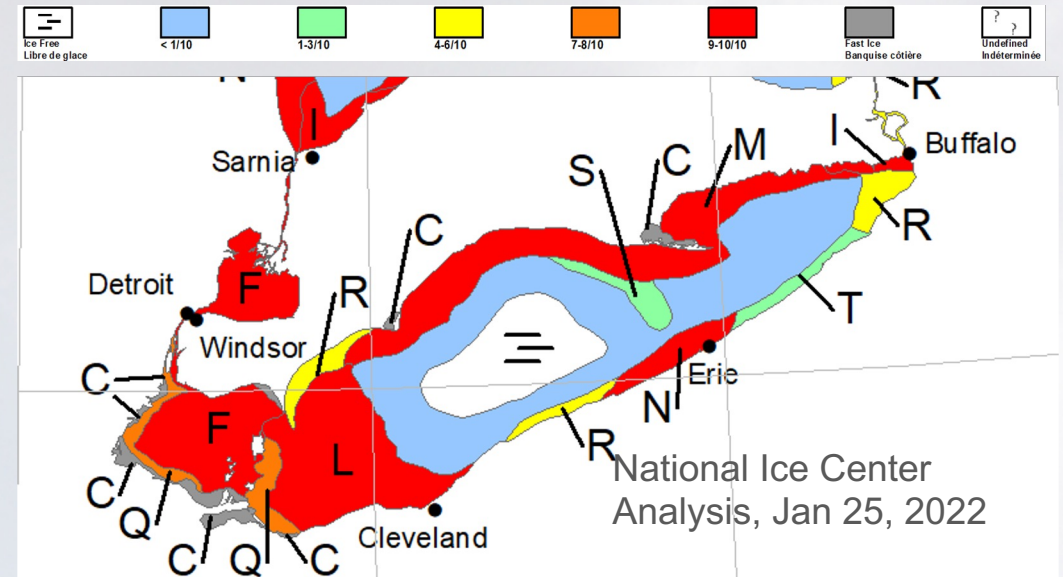 Ice Free
Libre de glace
< 1/10
1-3/10
4-6/10
7-8/10
9-10/10
Fast Ice
Banquise côtière
? ?
Undefined
Indéterminée
I
R
Sarnia
I
Buffalo
S
C
M
C
R
Detroit
F
R
T
Windsor
C
Erie
F
N
L
R
C
Q
Cleveland
C
Q
C
National Ice Center
Analysis, Jan 25, 2022